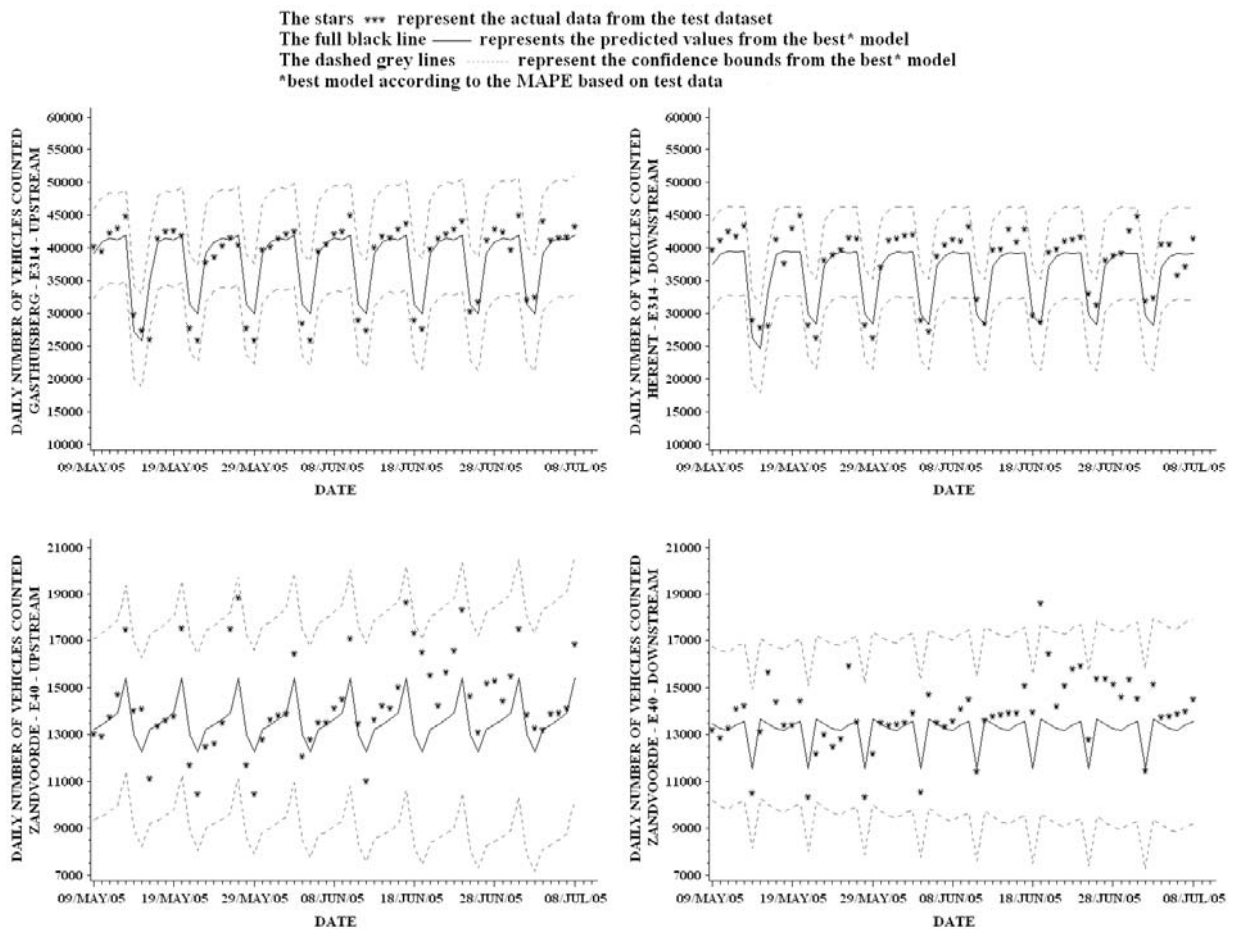 The stars *** represent the actual data from the test dataset
The full black line —— represents the predicted values from the best* model
The dashed grey lines ········ represent the confidence bounds from the best* model
*best model according to the MAPE based on test data
DAILY NUMBER OF VEHICLES COUNTED
GASTHUISBERG - E314 - UPSTREAM
60000
55000
50000
45000
40000
35000
30000
25000
20000
15000
10000
09/MAY/05 19/MAY/05 29/MAY/05 08/JUN/05 18/JUN/05 28/JUN/05 08/JUL/05
DATE
DAILY NUMBER OF VEHICLES COUNTED
HERENT - E314 - DOWNSTREAM
60000
55000
50000
45000
40000
35000
30000
25000
20000
15000
10000
09/MAY/05 19/MAY/05 29/MAY/05 08/JUN/05 18/JUN/05 28/JUN/05 08/JUL/05
DATE
DAILY NUMBER OF VEHICLES COUNTED
ZANDVOORDE - E40 - UPSTREAM
21000
19000
17000
15000
13000
11000
9000
7000
09/MAY/05 19/MAY/05 29/MAY/05 08/JUN/05 18/JUN/05 28/JUN/05 08/JUL/05
DATE
DAILY NUMBER OF VEHICLES COUNTED
ZANDVOORDE - E40 - DOWNSTREAM
21000
19000
17000
15000
13000
11000
9000
7000
09/MAY/05 19/MAY/05 29/MAY/05 08/JUN/05 18/JUN/05 28/JUN/05 08/JUL/05
DATE